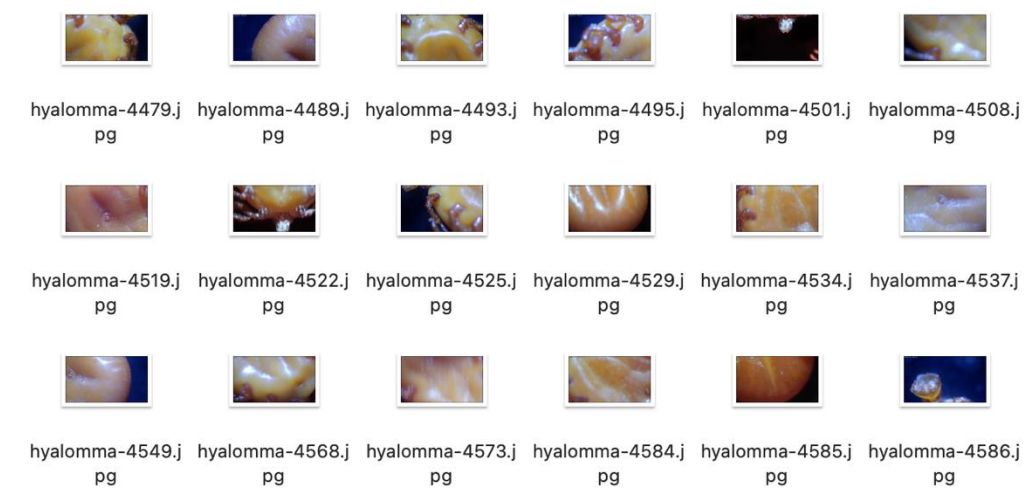 hyalomma-4479.j hyalomma-4489.j hyalomma-4493.j hyalomma-4495.j hyalomma-4501.j hyalomma-4508.j
pg pg pg pg pg pg
hyalomma-4519.j hyalomma-4522.j hyalomma-4525.j hyalomma-4529.j hyalomma-4534.j hyalomma-4537.j
pg pg pg pg pg pg
hyalomma-4549.j hyalomma-4568.j hyalomma-4573.j hyalomma-4584.j hyalomma-4585.j hyalomma-4586.j
pg pg pg pg pg pg